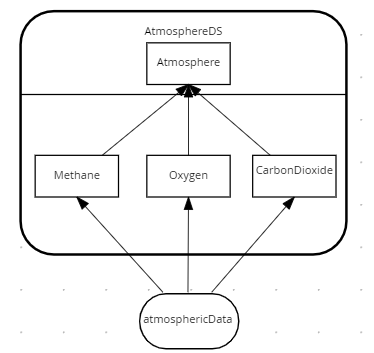 AtmosphereDS
Atmosphere
Methane
Oxygen
CarbonDioxide
atmosphericData